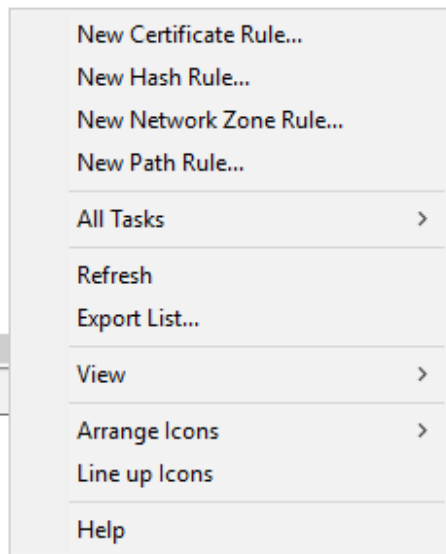 New Certificate Rule...
New Hash Rule...
New Network Zone Rule...
New Path Rule...
All Tasks
Refresh
Export List...
View
Arrange Icons
Line up Icons
Help